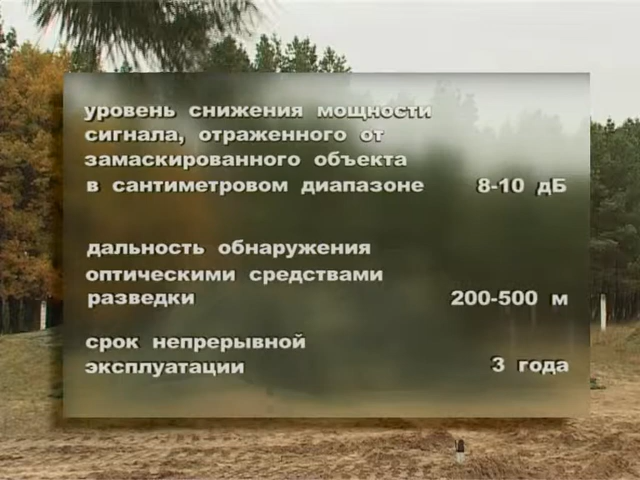 уровень снижения мощности
сигнала, отраженного от
замаскированного объекта
в сантиметровом диапазоне 8-10 дБ
дальность обнаружения
оптическими средствами
разведки 200-500 м
срок непрерывной
эксплуатации 3 года